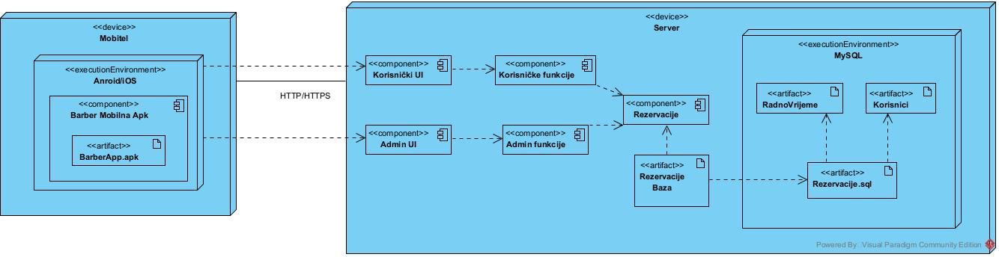 <<device>>
Mobitel
<<executionEnvironment>>
Anroid/iOS
<<component>>
Barber Mobilna Apk
<<artifact>>
BarberApp.apk
HTTP/HTTPS
<<device>>
Server
<<component>>
Korisnički UI
<<component>>
Korisničke funkcije
<<component>>
Rezervacije
<<component>>
Admin UI
<<component>>
Admin funkcije
<<artifact>>
Rezervacije
Baza
<<executionEnvironment>>
MySQL
<<artifact>>
RadnoVrijeme
<<artifact>>
Korisnici
<<artifact>>
Rezervacije.sql
Powered By Visual Paradigm Community Edition